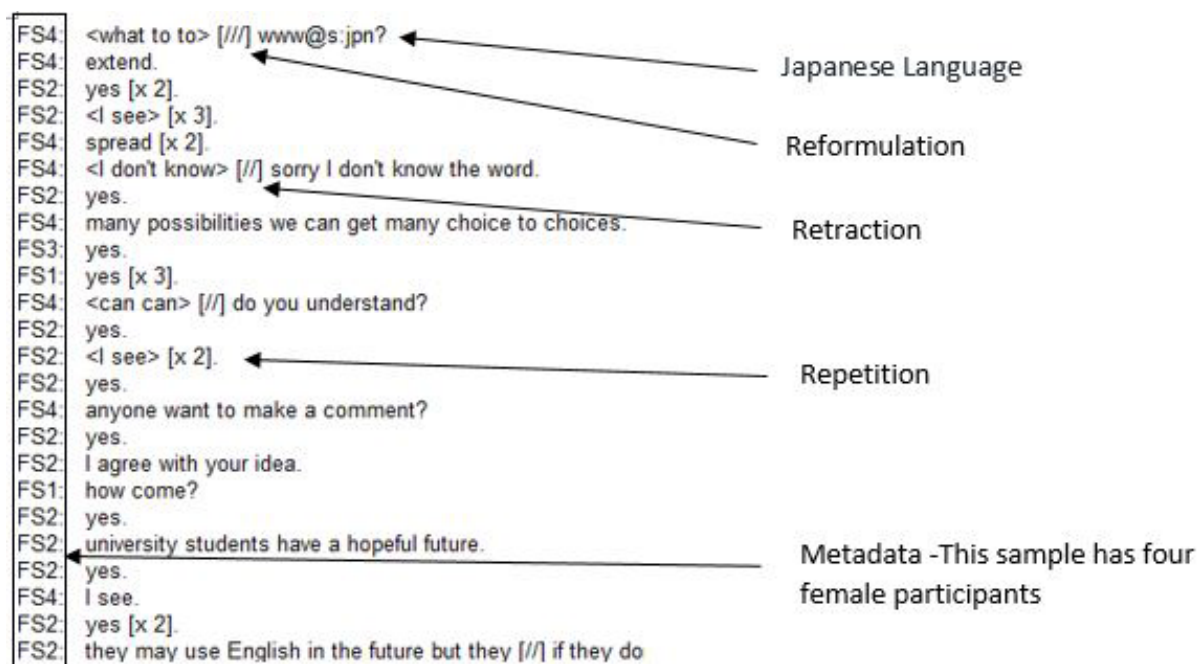 FS4: <what to to> [///] www@s:jpn?
FS4: extend.
FS2: yes [x 2].
FS2: <I see> [x 3].
FS4: spread [x 2].
FS4: <I don't know> [//] sorry I don't know the word.
FS2: yes.
FS4: many possibilities we can get many choice to choices.
FS3: yes.
FS1: yes [x 3].
FS4: <can can> [//] do you understand?
FS2: yes.
FS2: <I see> [x 2].
FS2: yes.
FS4: anyone want to make a comment?
FS2: yes.
FS2: I agree with your idea.
FS1: how come?
FS2: yes.
FS2: university students have a hopeful future.
FS2: yes.
FS4: I see.
FS2: yes [x 2].
FS2: they may use English in the future but they [//] if they do
Japanese Language
Reformulation
Retraction
Repetition
Metadata -This sample has four
female participants